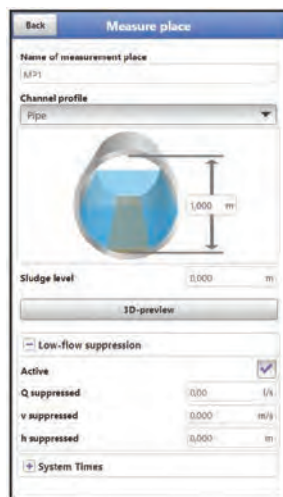 Back
Measure place
Name of measurement place
MP1
Channel profile
Pipe
1,000 m
Sludge level 0,000 m
3D-preview
Low-flow suppression
Active
Q suppressed 0,00 l/s
v suppressed 0,000 m/s
h suppressed 0,000 m
System Times